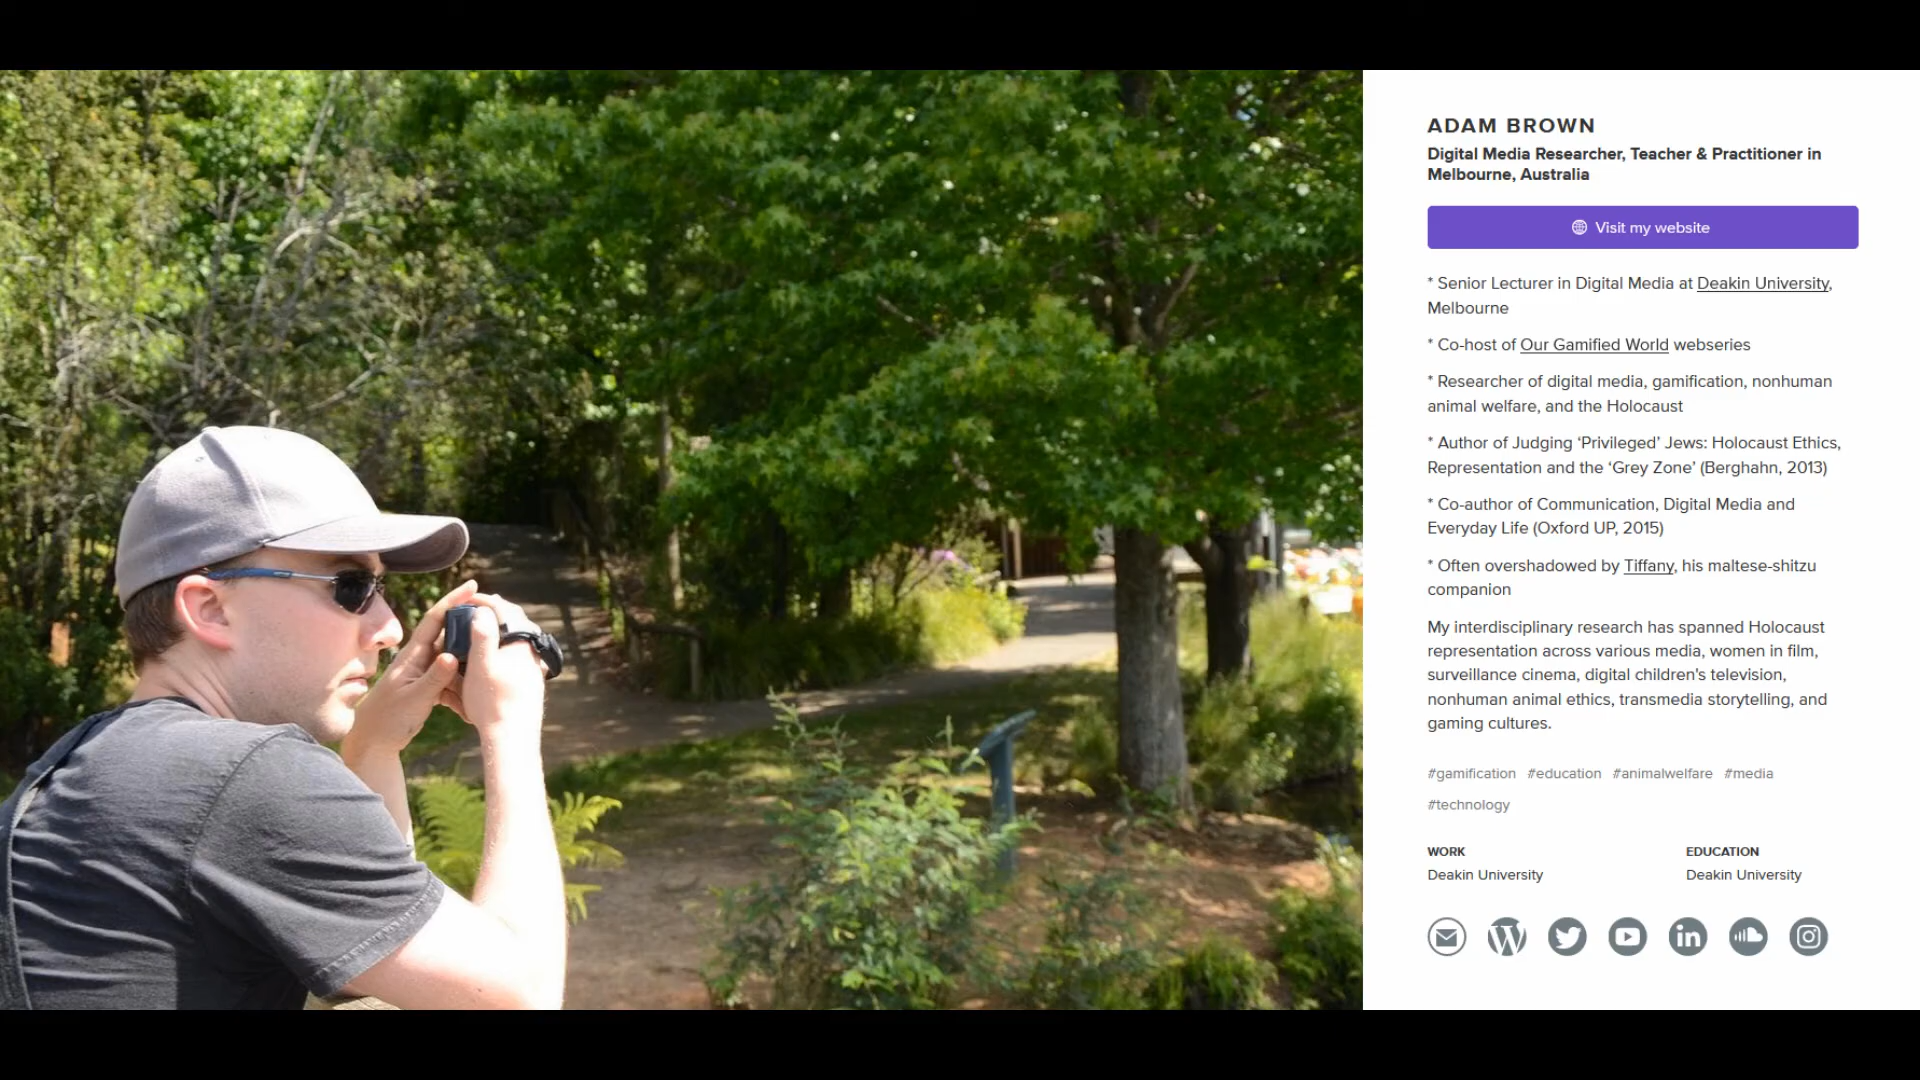 ADAM BROWN
Digital Media Researcher, Teacher & Practitioner in
Melbourne, Australia
Visit my website
* Senior Lecturer in Digital Media at Deakin University,
Melbourne
* Co-host of Our Gamified World webseries
* Researcher of digital media, gamification, nonhuman
animal welfare, and the Holocaust
* Author of Judging ‘Privileged’ Jews: Holocaust Ethics,
Representation and the ‘Grey Zone’ (Berghahn, 2013)
* Co-author of Communication, Digital Media and
Everyday Life (Oxford UP, 2015)
* Often overshadowed by Tiffany, his maltese-shitzu
companion
My interdisciplinary research has spanned Holocaust
representation across various media, women in film,
surveillance cinema, digital children's television,
nonhuman animal ethics, transmedia storytelling, and
gaming cultures.
#gamification #education #animalwelfare #media
#technology
WORK EDUCATION
Deakin University Deakin University